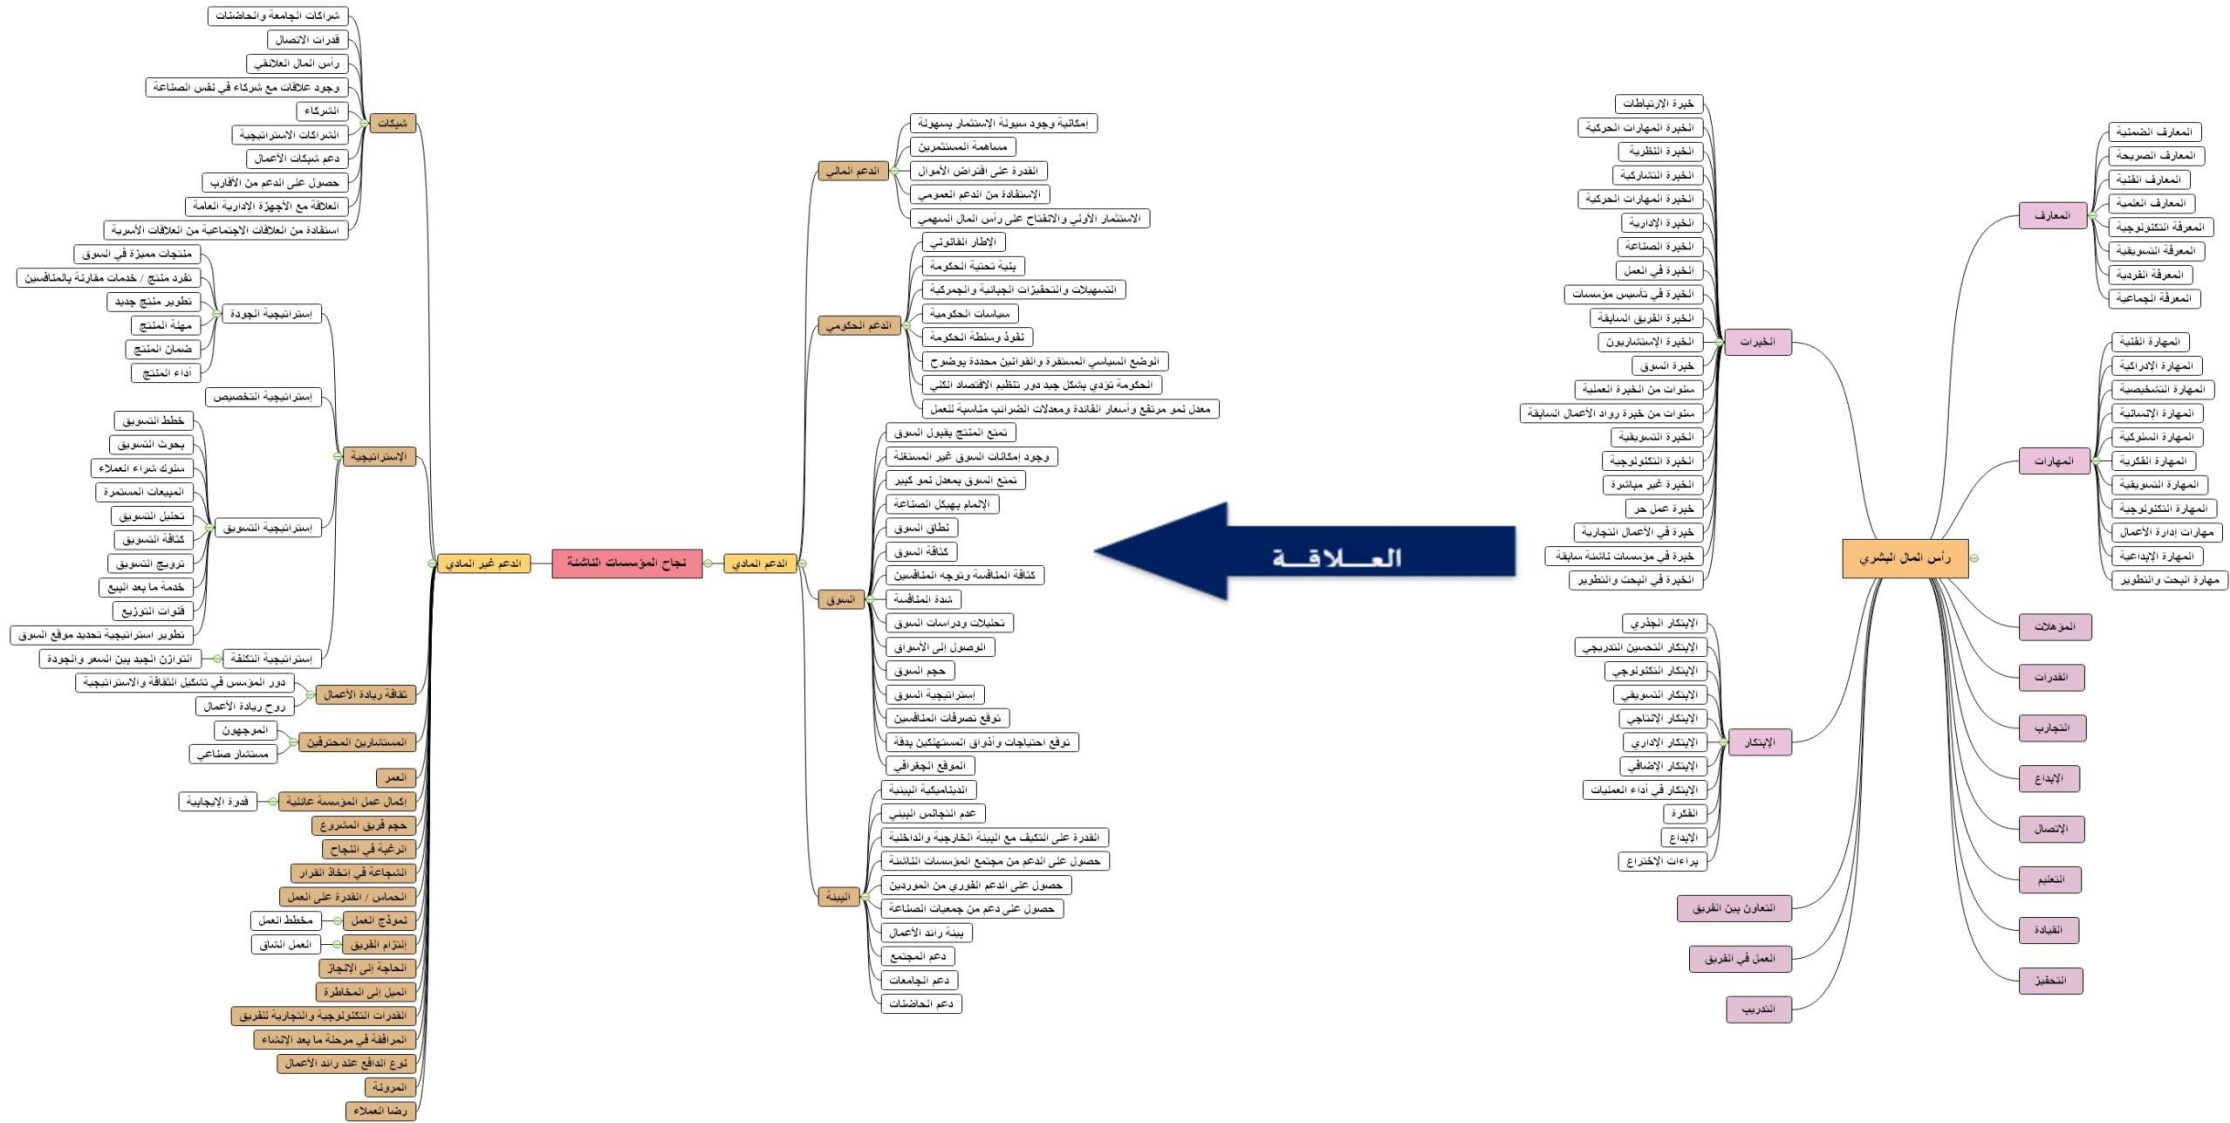 رأس المال البشري
المعارف
المعارف الضمنية
المعارف الصريحة
المعارف الفنية
المعارف العلمية
المعرفة التكنولوجية
المعرفة التسويقية
المعرفة الفردية
المعرفة الجماعية
المهارات
المهارة الفنية
المهارة الإدراكية
المهارة التشخيصية
المهارة الإنسانية
المهارة السلوكية
المهارة الفكرية
المهارة التسويقية
المهارة التكنولوجية
مهارات إدارة الأعمال
المهارة الإبداعية
مهارة البحث والتطوير
المؤهلات
القدرات
التجارب
الإبداع
الإتصال
التعليم
القيادة
التحفيز
الخبرات
خبرة الإرتباطات
الخبرة المهارات الحركية
الخبرة النظرية
الخبرة التشاركية
الخبرة المهارات الحركية
الخبرة الإدارية
الخبرة الصناعة
الخبرة في العمل
الخبرة في تأسيس مؤسسات
الخبرة الفريق السابقة
الخبرة الإستشاريون
خبرة السوق
سنوات من الخبرة العملية
سنوات من خبرة رواد الأعمال السابقة
الخبرة التسويقية
الخبرة التكنولوجية
الخبرة غير مباشرة
خبرة عمل حر
خبرة في الأعمال التجارية
خبرة في مؤسسات ناشئة سابقة
الخبرة في البحث والتطوير
الإبتكار
الإبتكار الجذري
الإبتكار التحسين التدريجي
الإبتكار التكنولوجي
الإبتكار التسويقي
الإبتكار الإنتاجي
الإبتكار الإداري
الإبتكار الإضافي
الإبتكار في أداء العمليات
الفكرة
الإبداع
براءات الإختراع
التعاون بين الفريق
العمل في الفريق
التدريب
العـــلاقـــة
نجاح المؤسسات الناشئة
الدعم المادي
الدعم المالي
إمكانية وجود سيولة الإستثمار بسهولة
مساهمة المستثمرين
القدرة على اقتراض الأموال
الإستفادة من الدعم العمومي
الاستثمار الأولي والانفتاح على رأس المال السهمي
الدعم الحكومي
الإطار القانوني
بنية تحتية الحكومة
التسهيلات والتحفيزات الجبائية والجمركية
سياسات الحكومية
نفوذ وسلطة الحكومة
الوضع السياسي المستقرة والقوانين محددة بوضوح
الحكومة تؤدي بشكل جيد دور تنظيم الاقتصاد الكلي
معدل نمو مرتفع وأسعار الفائدة ومعدلات الضرائب مناسبة للعمل
السوق
تمتع المنتج بقبول السوق
وجود إمكانات السوق غير المستغلة
تمتع السوق بمعدل نمو كبير
الإلمام بهيكل الصناعة
نطاق السوق
كثافة السوق
كثافة المنافسة وتوجه المنافسين
شدة المنافسة
تحليلات ودراسات السوق
الوصول إلى الأسواق
حجم السوق
إستراتيجية السوق
توقع تصرفات المنافسين
توقع احتياجات وأذواق المستهلكين بدقة
الموقع الجغرافي
البيئة
الديناميكية البيئية
عدم التجانس البيئي
القدرة على التكيف مع البيئة الخارجية والداخلية
حصول على الدعم من مجتمع المؤسسات الناشئة
حصول على الدعم الفوري من الموردين
حصول على دعم من جمعيات الصناعة
بيئة رائد الأعمال
دعم المجتمع
دعم الجامعات
دعم الحاضنات
الدعم غير المادي
شبكات
شراكات الجامعة والحاضنات
قدرات الاتصال
رأس المال العلائقي
وجود علاقات مع شركاء في نفس الصناعة
الشركاء
الشراكات الاستراتيجية
دعم شبكات الأعمال
حصول على الدعم من الأقارب
العلاقة مع الأجهزة الإدارية العامة
استفادة من العلاقات الاجتماعية من العلاقات الأسرية
الإستراتيجية
إستراتيجية الجودة
منتجات مميزة في السوق
تفرد منتج / خدمات مقارنة بالمنافسين
تطوير منتج جديد
مهلة المنتج
ضمان المنتج
أداء المنتج
إستراتيجية التخصيص
إستراتيجية التسويق
خطط التسويق
بحوث التسويق
سلوك شراء العملاء
المبيعات المستمرة
تحليل التسويق
كثافة التسويق
ترويج التسويق
خدمة ما بعد البيع
قنوات التوزيع
تطوير استراتيجية تحديد موقع السوق
إستراتيجية التكلفة
التوازن الجيد بين السعر والجودة
ثقافة ريادة الأعمال
دور المؤسس في تشكيل الثقافة والاستراتيجية
روح ريادة الأعمال
المستشارين المحترفين
الموجهون
مستشار صناعي
العمر
إكمال عمل المؤسسة عائلية
قدوة الإيجابية
حجم فريق المشروع
الرغبة في النجاح
الشجاعة في إتخاذ القرار
الحماس / القدرة على العمل
نموذج العمل
مخطط العمل
إلتزام الفريق
العمل الشاق
الحاجة إلى الإنجاز
الميل إلى المخاطرة
القدرات التكنولوجية والتجارية للفريق
المرافقة في مرحلة ما بعد الإنشاء
نوع الدافع عند رائد الأعمال
المرونة
رضا العملاء